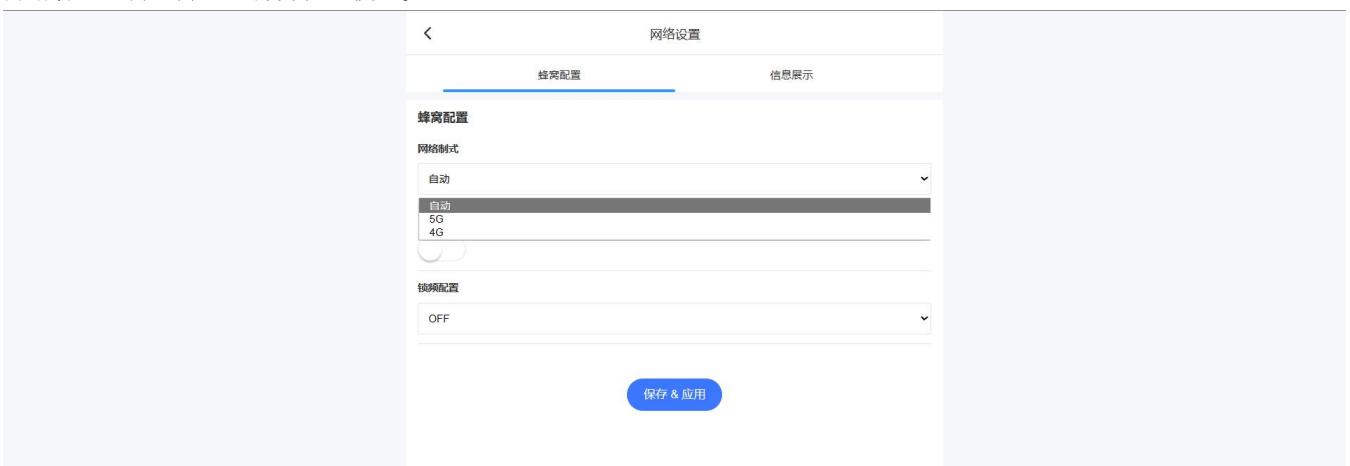 网络设置
蜂窝配置 信息展示
蜂窝配置
网络制式
自动
自动
5G
4G
锁频配置
OFF
保存 & 应用